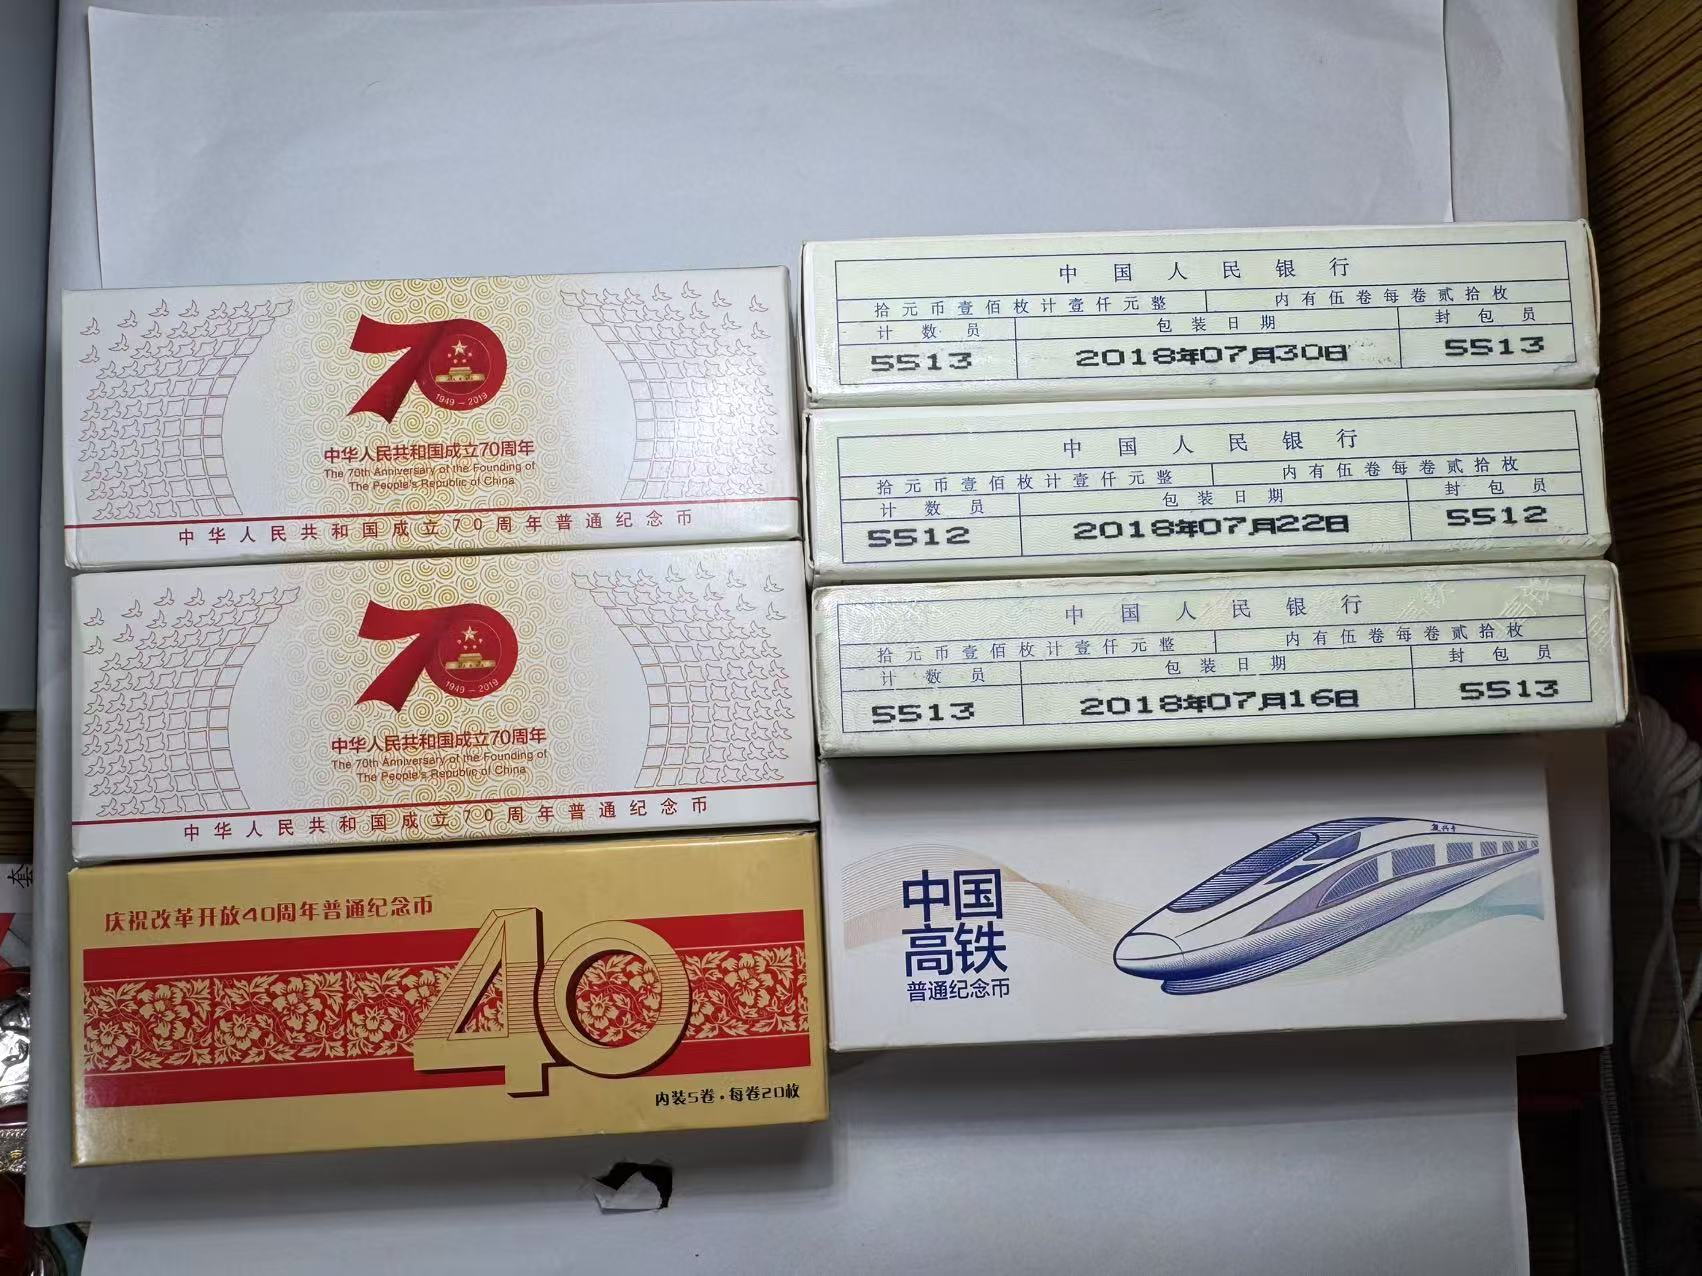 中华人民共和国成立70周年
The 70th Anniversary of the Founding of
The People's Republic of China
1949-2019
中华人民共和国成立70周年普通纪念币
中华人民共和国成立70周年
The 70th Anniversary of the Founding of
The People's Republic of China
1949-2019
中华人民共和国成立70周年普通纪念币
庆祝改革开放40周年普通纪念币
40
内装5卷·每卷20枚
中国人民银行
拾元币壹佰枚计壹仟元整 内有伍卷每卷贰拾枚
计数员 包装日期 封包员
5513 2018年07月30日 5513
中国人民银行
拾元币壹佰枚计壹仟元整 内有伍卷每卷贰拾枚
计数员 包装日期 封包员
5512 2018年07月22日 5512
中国人民银行
拾元币壹佰枚计壹仟元整 内有伍卷每卷贰拾枚
计数员 包装日期 封包员
5513 2018年07月16日 5513
中国
高铁
普通纪念币
复兴号
套